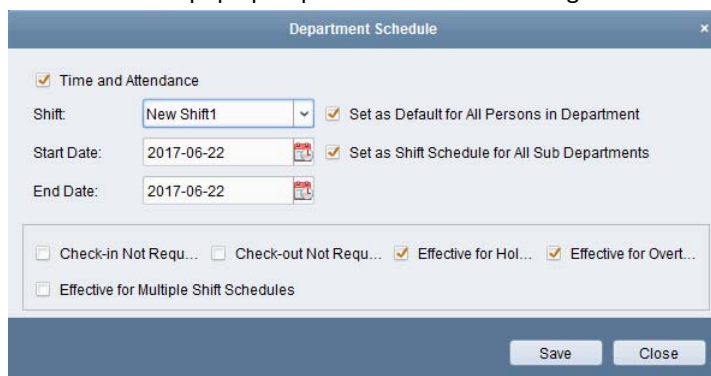 Department Schedule ×
Time and Attendance
Shift: New Shift1 Set as Default for All Persons in Department
Start Date: 2017-06-22 Set as Shift Schedule for All Sub Departments
End Date: 2017-06-22
Check-in Not Requ... Check-out Not Requ... Effective for Hol... Effective for Overt...
Effective for Multiple Shift Schedules
Save Close